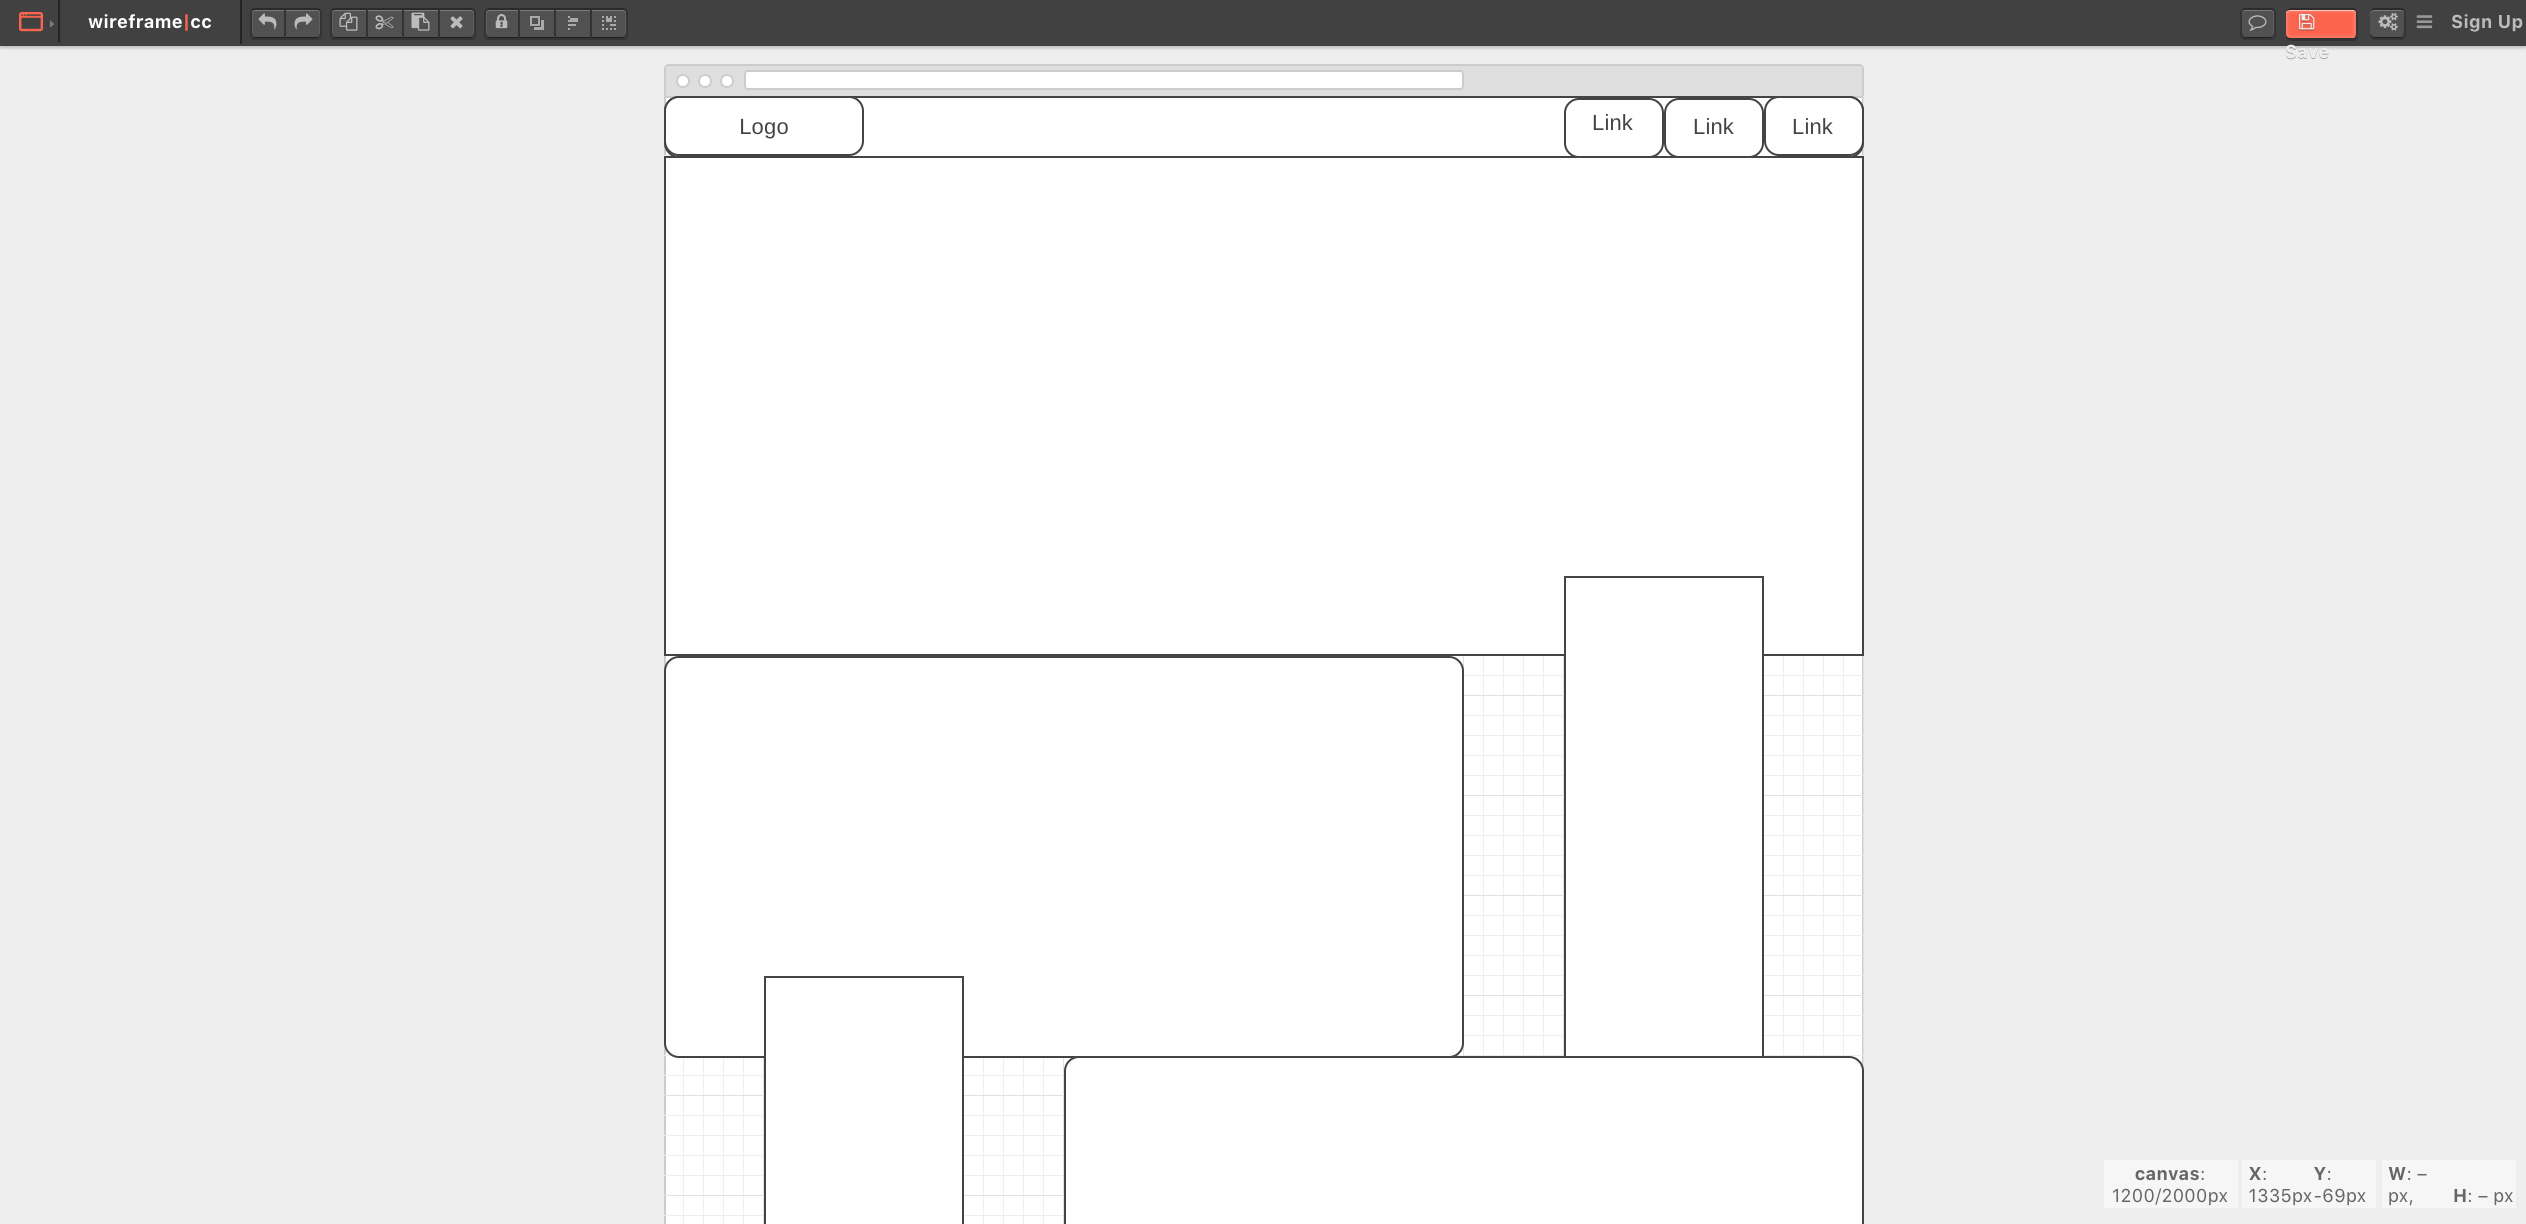 wireframe|cc
Sign Up
Save
Logo
Link
Link
Link
canvas:
1200/2000px
X:
1335px
Y:
-69px
W: –
px,
H: – px